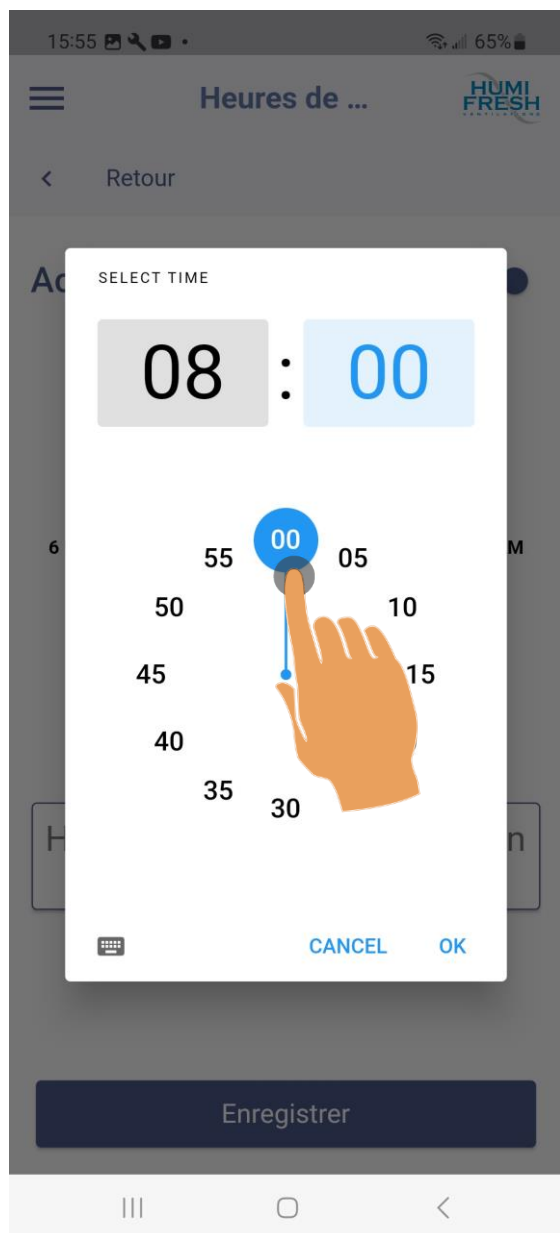 15:55 65%
Heures de ...
HUMI
FRESH
Retour
Ac
SELECT TIME
08 : 00
00
55 05
6 M
50 10
45 15
40
35
30
H n
CANCEL OK
Enregistrer